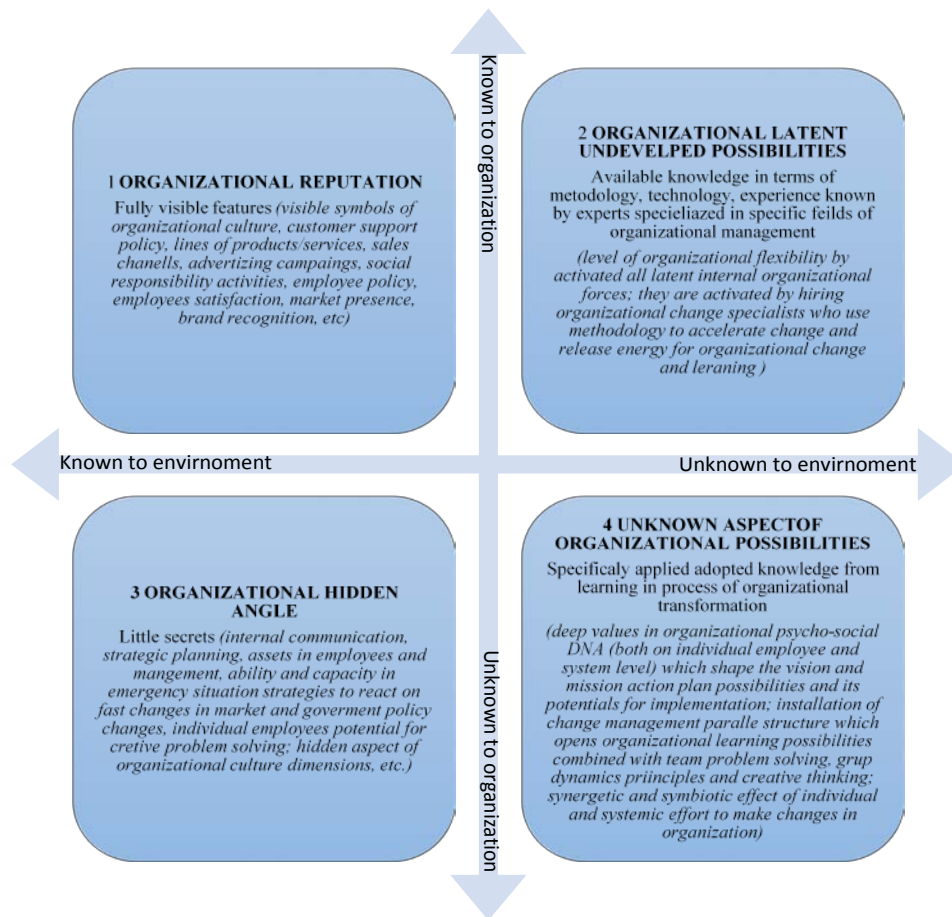 Known to organization
1 ORGANIZATIONAL REPUTATION
Fully visible features (visible symbols of
organizational culture, customer support
policy, lines of products/services, sales
chanells, advertizing campaings, social
responsibility activities, employee policy,
employees satisfaction, market presence,
brand recognition, etc)
2 ORGANIZATIONAL LATENT
UNDEVELPED POSSIBILITIES
Available knowledge in terms of
metodology, technology, experience known
by experts specieliazed in specific feilds of
organizational management
(level of organizational flexibility by
activated all latent internal organizational
forces; they are activated by hiring
organizational change specialists who use
methodology to accelerate change and
release energy for organizational change
and leraning )
Known to envirnoment
Unknown to envirnoment
3 ORGANIZATIONAL HIDDEN
ANGLE
Little secrets (internal communication,
strategic planning, assets in employees and
mangement, ability and capacity in
emergency situation strategies to react on
fast changes in market and goverment policy
changes, individual employees potential for
cretive problem solving; hidden aspect of
organizational culture dimensions, etc.)
4 UNKNOWN ASPECTOF
ORGANIZATIONAL POSSIBILITIES
Specificaly applied adopted knowledge from
learning in process of organizational
transformation
(deep values in organizational psycho-social
DNA (both on individual employee and
system level) which shape the vision and
mission action plan possibilities and its
potentials for implementation; installation of
change management paralle structure which
opens organizational learning possibilities
combined with team problem solving, grup
dynamics priinciples and creative thinking;
synergetic and symbiotic effect of individual
and systemic effort to make changes in
organization)
Unknown to organization